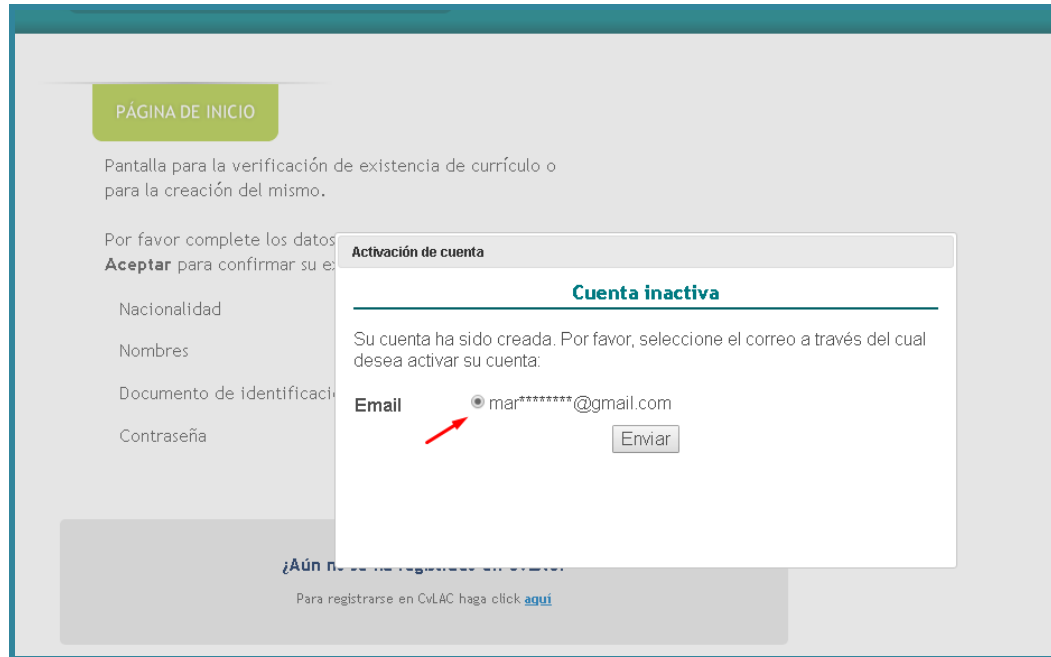 PÁGINA DE INICIO
Pantalla para la verificación de existencia de currículo o
para la creación del mismo.
Por favor complete los datos
Aceptar para confirmar su
Activación de cuenta
Cuenta inactiva
Su cuenta ha sido creada. Por favor, seleccione el correo a través del cual
desea activar su cuenta:
Email mar********@gmail.com
Enviar
Nacionalidad
Nombres
Documento de
Contraseña
¿Aún
Para registrarse en CvLAC haga click aquí